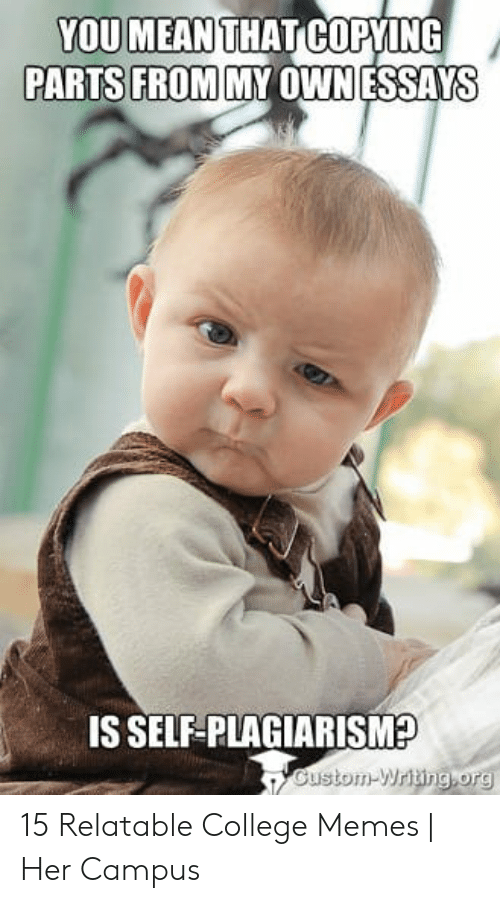 YOU MEAN THAT COPYING
PARTS FROM MY OWN ESSAYS
IS SELF-PLAGIARISM?
Custom-Writing.org
15 Relatable College Memes |
Her Campus